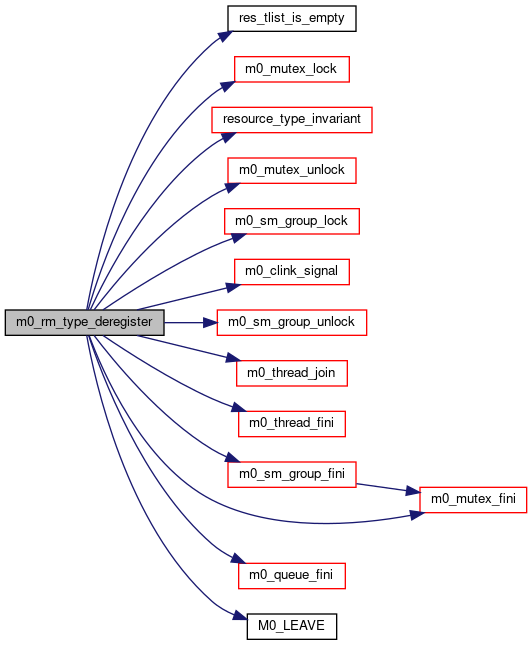 res_tlist_is_empty
m0_mutex_lock
resource_type_invariant
m0_mutex_unlock
m0_sm_group_lock
m0_clink_signal
m0_rm_type_deregister
m0_sm_group_unlock
m0_thread_join
m0_thread_fini
m0_sm_group_fini
m0_mutex_fini
m0_queue_fini
M0_LEAVE